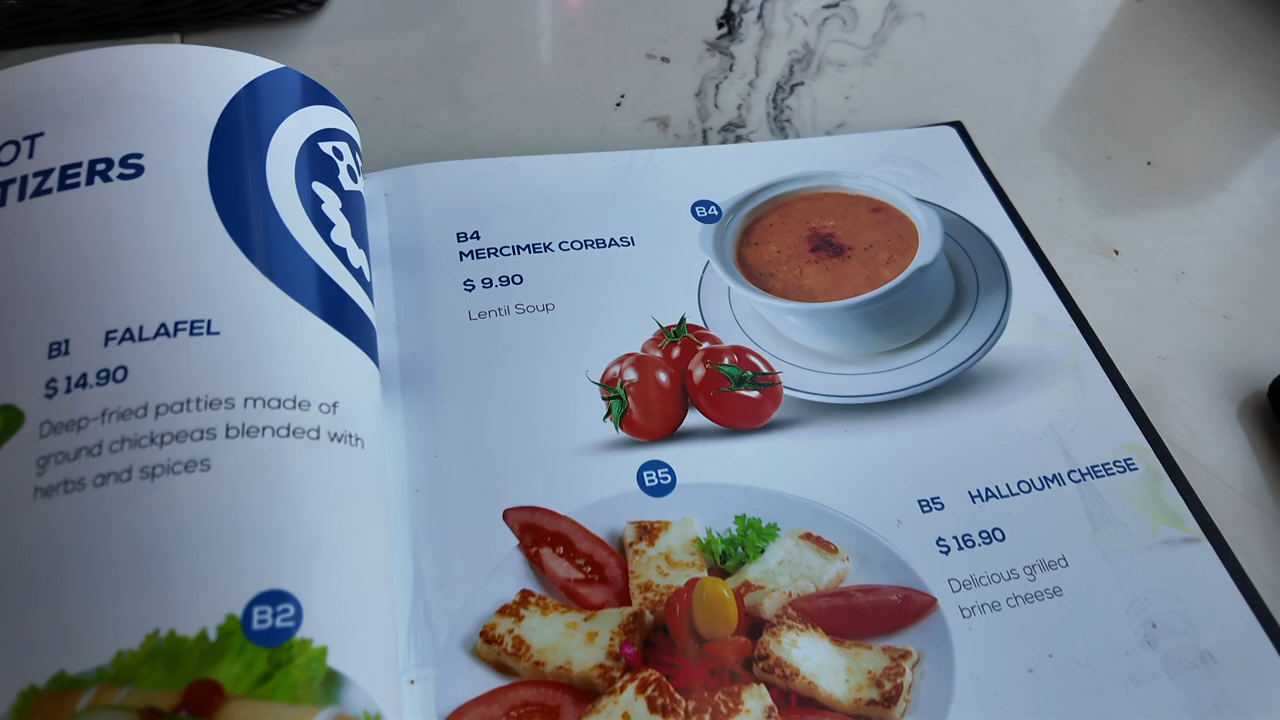 OT
TIZERS
B1 FALAFEL
$ 14.90
Deep-fried patties made of
ground chickpeas blended with
herbs and spices
B2
B4
MERCIMEK CORBASI
$ 9.90
Lentil Soup
B4
B5
B5 HALLOUMI CHEESE
$ 16.90
Delicious grilled
brine cheese